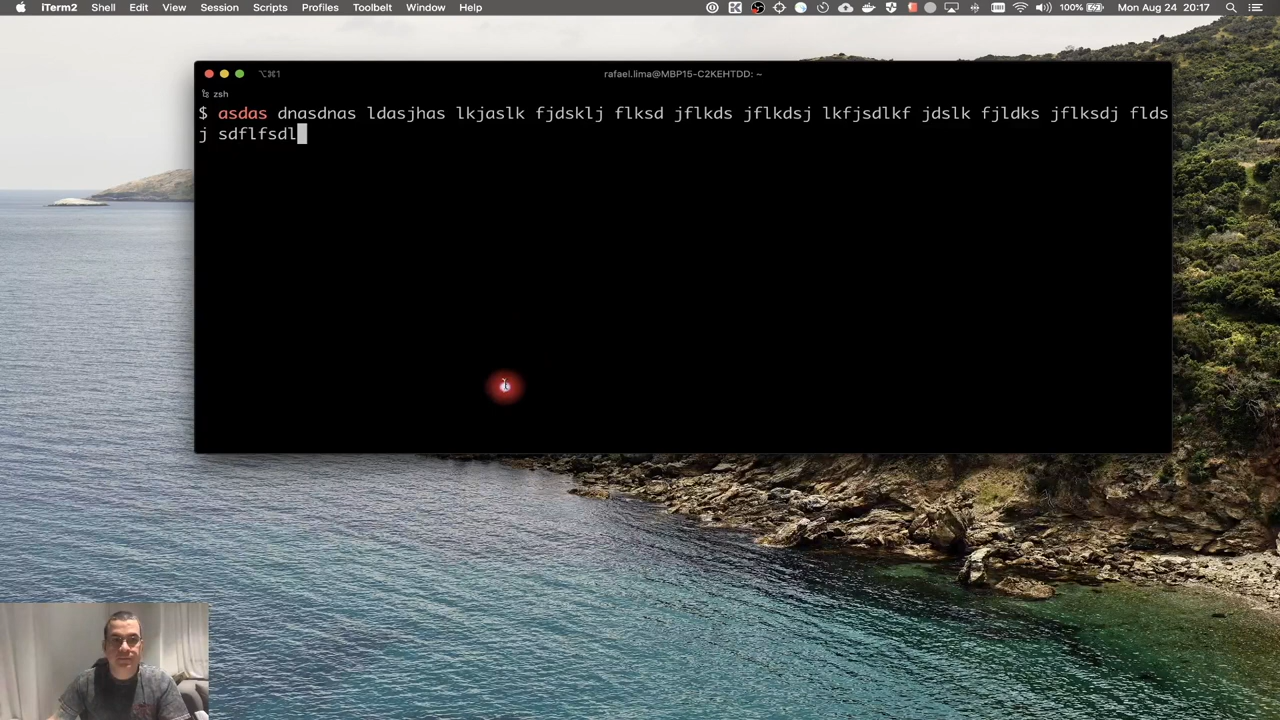 iTerm2 Shell Edit View Session Scripts Profiles Toolbelt Window Help 100% Mon Aug 24 20:17
⌥⌘1 rafael.lima@MBP15-C2KEHTDD: ~
zsh
$ asdas dnasdnas ldasjhas lkjaslk fjdsklj flksd jflkds jflkdsj lkfjsdlkf jdslk fjldks jflksdj flds
j sdflfsdl